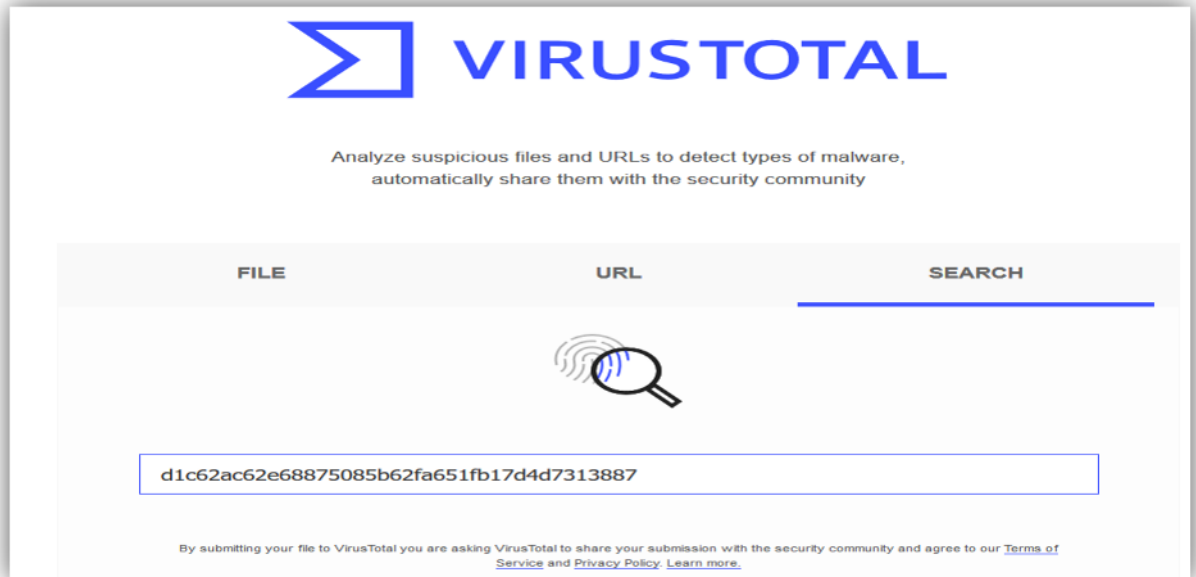 VIRUSTOTAL
Analyze suspicious files and URLs to detect types of malware,
automatically share them with the security community
FILE URL SEARCH
d1c62ac62e68875085b62fa651fb17d4d7313887
By submitting your file to VirusTotal you are asking VirusTotal to share your submission with the security community and agree to our Terms of
Service and Privacy Policy. Learn more.